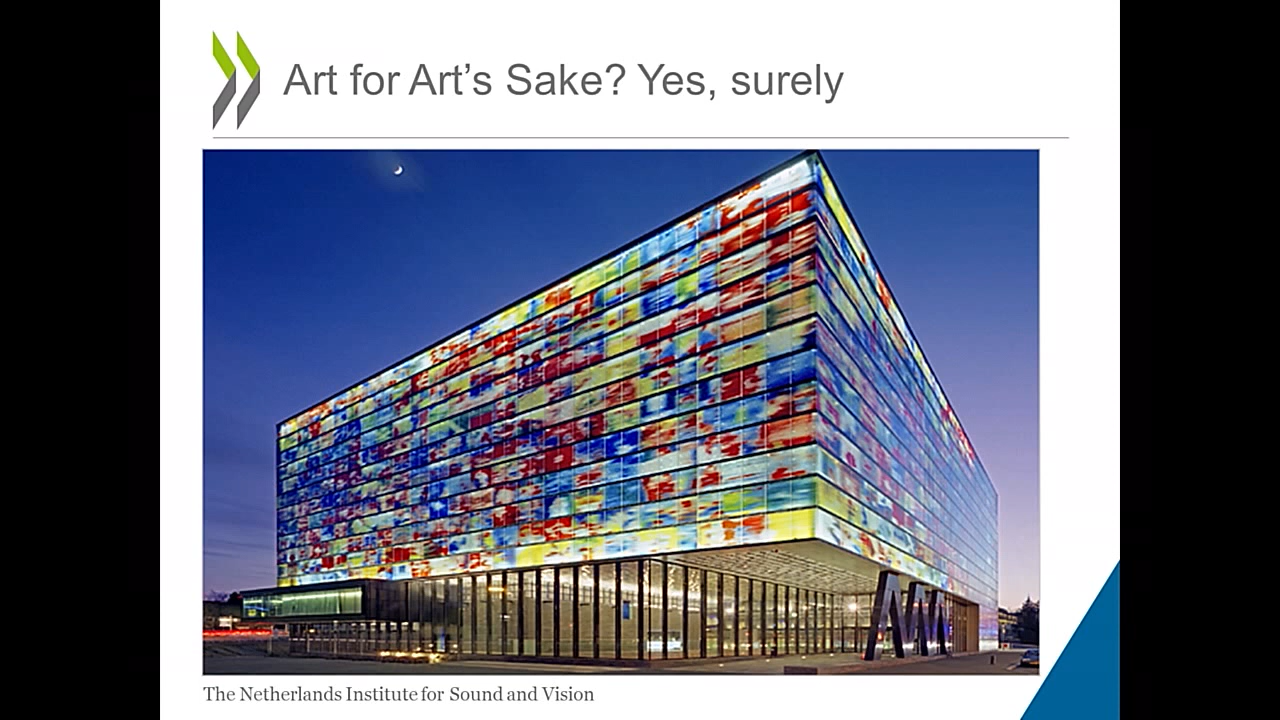 Art for Art’s Sake? Yes, surely
The Netherlands Institute for Sound and Vision